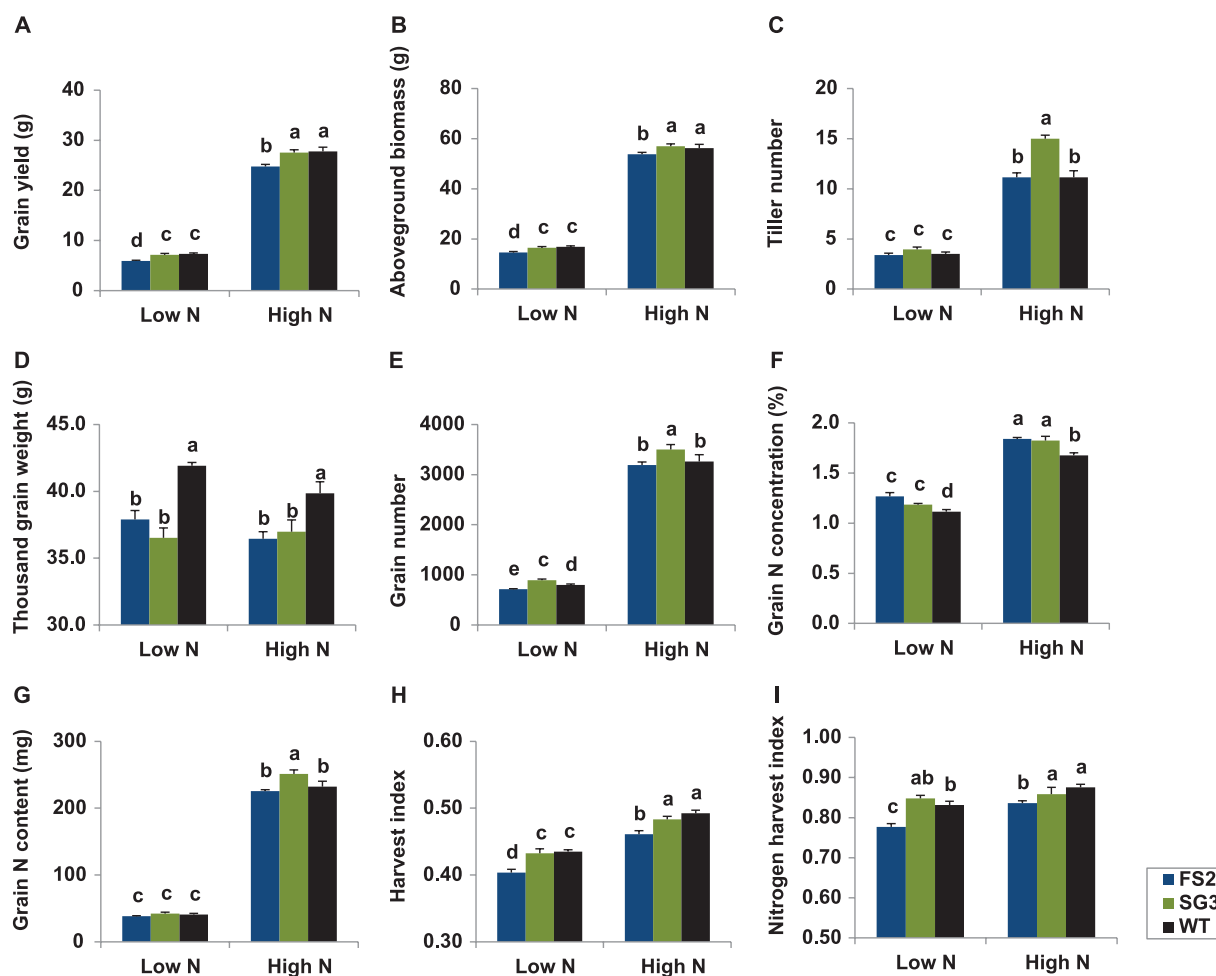 A
Grain yield (g)
40
30
20
10
0
d c c
b a a
Low N High N
B
Aboveground biomass (g)
80
60
40
20
0
d c c
b a a
Low N High N
C
Tiller number
20
15
10
5
0
c c c
b a b
Low N High N
D
Thousand grain weight (g)
45.0
40.0
35.0
30.0
b b a
b b a
Low N High N
E
Grain number
4000
3000
2000
1000
0
e c d
b a b
Low N High N
F
Grain N concentration (%)
2.0
1.5
1.0
0.5
0.0
c c d
a a b
Low N High N
G
Grain N content (mg)
300
200
100
0
c c c
b a b
Low N High N
H
Harvest index
0.60
0.50
0.40
0.30
d c c
b a a
Low N High N
I
Nitrogen harvest index
1.00
0.90
0.80
0.70
0.60
0.50
c ab b
b a a
Low N High N
FS2
SG3
WT